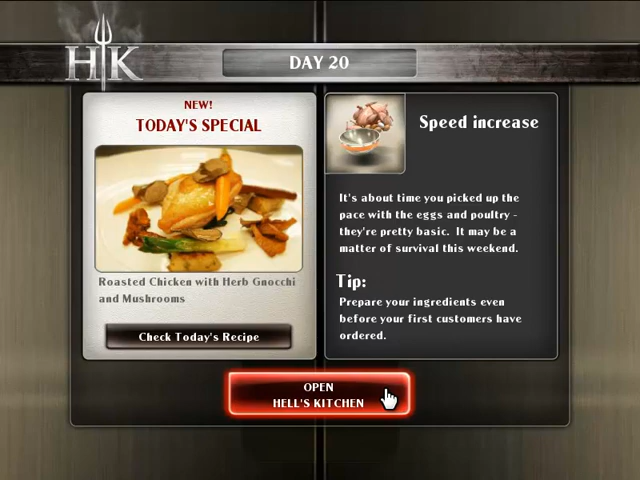 HK
DAY 20
NEW!
TODAY'S SPECIAL
Roasted Chicken with Herb Gnocchi
and Mushrooms
Check Today's Recipe
Speed increase
It's about time you picked up the
pace with the eggs and poultry -
they're pretty basic. It may be a
matter of survival this weekend.
Tip:
Prepare your ingredients even
before your first customers have
ordered.
OPEN
HELL'S KITCHEN